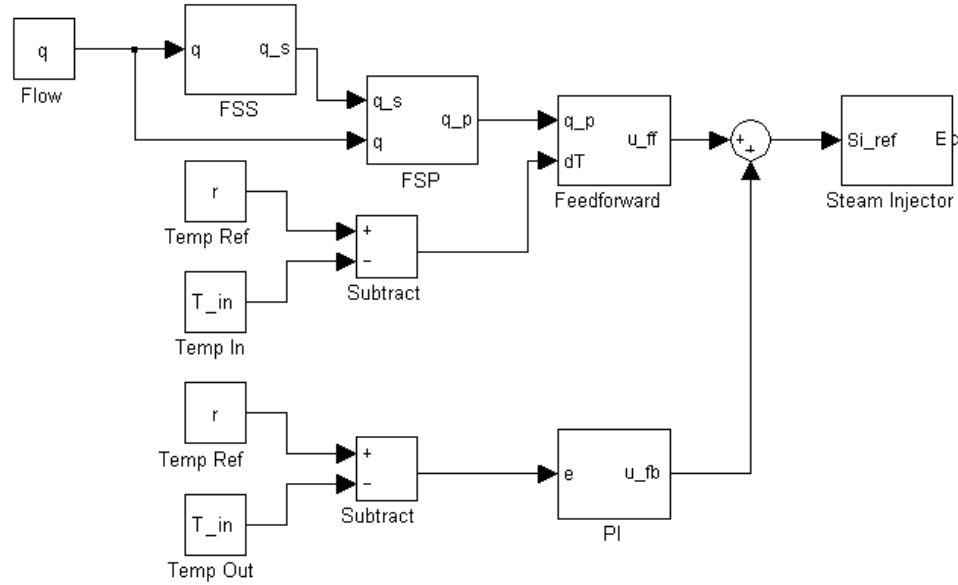 q
Flow
q q_s
FSS
q_s
q
q_p
FSP
q_p
dT
u_ff
Feedforward
+
+
Si_ref
Steam Injector
r
Temp Ref
T_in
Temp In
+
−
Subtract
r
Temp Ref
T_in
Temp Out
+
−
Subtract
e u_fb
PI